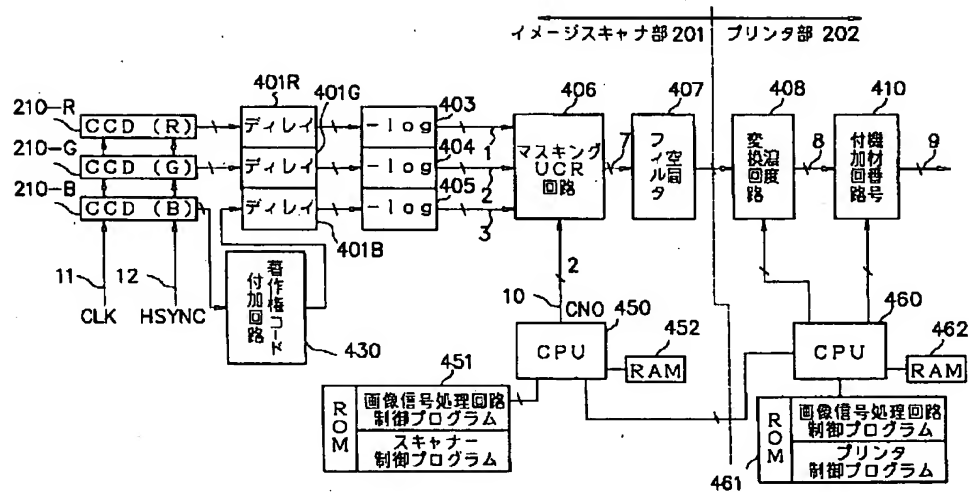 イメージスキャナ部 201
プリンタ部 202
210-R
CCD (R)
210-G
CCD (G)
210-B
CCD (B)
401R
401G
ディレイ
ディレイ
ディレイ
401B
403
-log
404
-log
405
-log
1
2
3
406
マスキング
UCR
回路
7
407
空間
フィルタ
408
濃度
変換回路
8
410
機材番号
付加回路
9
11
12
CLK
HSYNC
著作権コード
付加回路
430
2
10
CNO
450
CPU
452
RAM
460
CPU
462
RAM
451
ROM
画像信号処理回路
制御プログラム
スキャナー
制御プログラム
461
ROM
画像信号処理回路
制御プログラム
プリンタ
制御プログラム